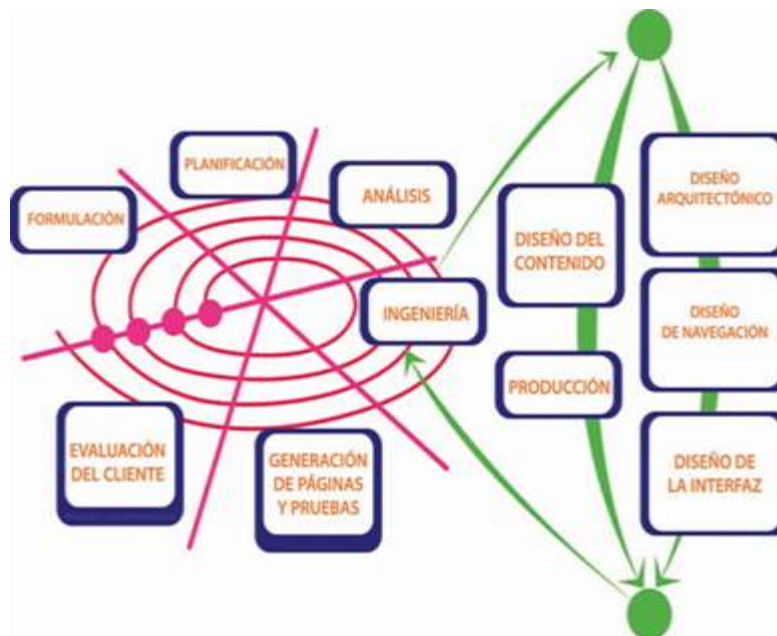 PLANIFICACIÓN
FORMULACIÓN
ANÁLISIS
INGENIERÍA
EVALUACIÓN
DEL CLIENTE
GENERACIÓN
DE PÁGINAS
Y PRUEBAS
DISEÑO DEL
CONTENIDO
PRODUCCIÓN
DISEÑO
ARQUITECTÓNICO
DISEÑO
DE NAVEGACIÓN
DISEÑO DE
LA INTERFAZ